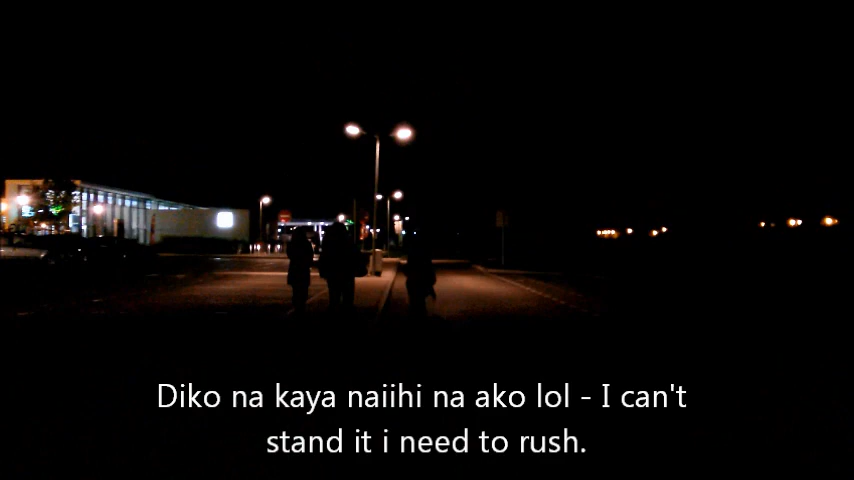 Diko na kaya naiihi na ako lol - I can't
stand it i need to rush.